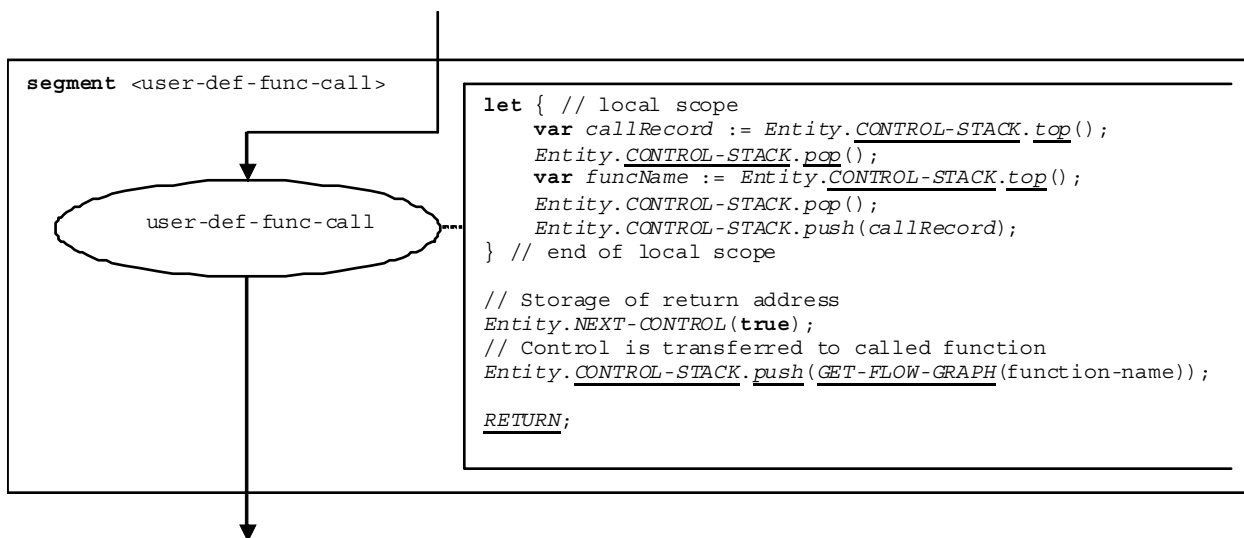 segment <user-def-func-call>
user-def-func-call
let { // local scope
var callRecord := Entity.CONTROL-STACK.top();
Entity.CONTROL-STACK.pop();
var funcName := Entity.CONTROL-STACK.top();
Entity.CONTROL-STACK.pop();
Entity.CONTROL-STACK.push(callRecord);
} // end of local scope
// Storage of return address
Entity.NEXT-CONTROL(true);
// Control is transferred to called function
Entity.CONTROL-STACK.push(GET-FLOW-GRAPH(function-name));
RETURN;